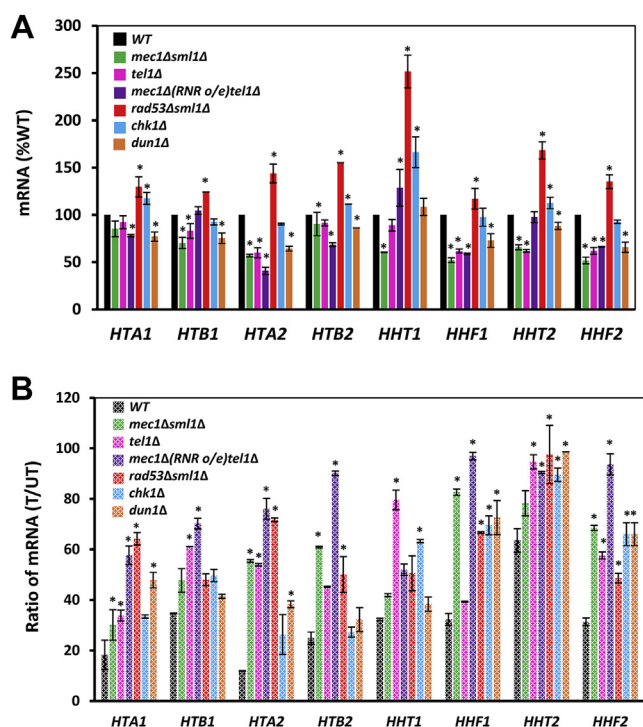 A
mRNA (%WT)
300
250
200
150
100
50
0
WT
mec1Δsml1Δ
tel1Δ
mec1Δ(RNR o/e)tel1Δ
rad53Δsml1Δ
chk1Δ
dun1Δ
HTA1 HTB1 HTA2 HTB2 HHT1 HHF1 HHT2 HHF2
B
Ratio of mRNA (T/UT)
120
100
80
60
40
20
0
WT
mec1Δsml1Δ
tel1Δ
mec1Δ(RNR o/e)tel1Δ
rad53Δsml1Δ
chk1Δ
dun1Δ
HTA1 HTB1 HTA2 HTB2 HHT1 HHF1 HHT2 HHF2